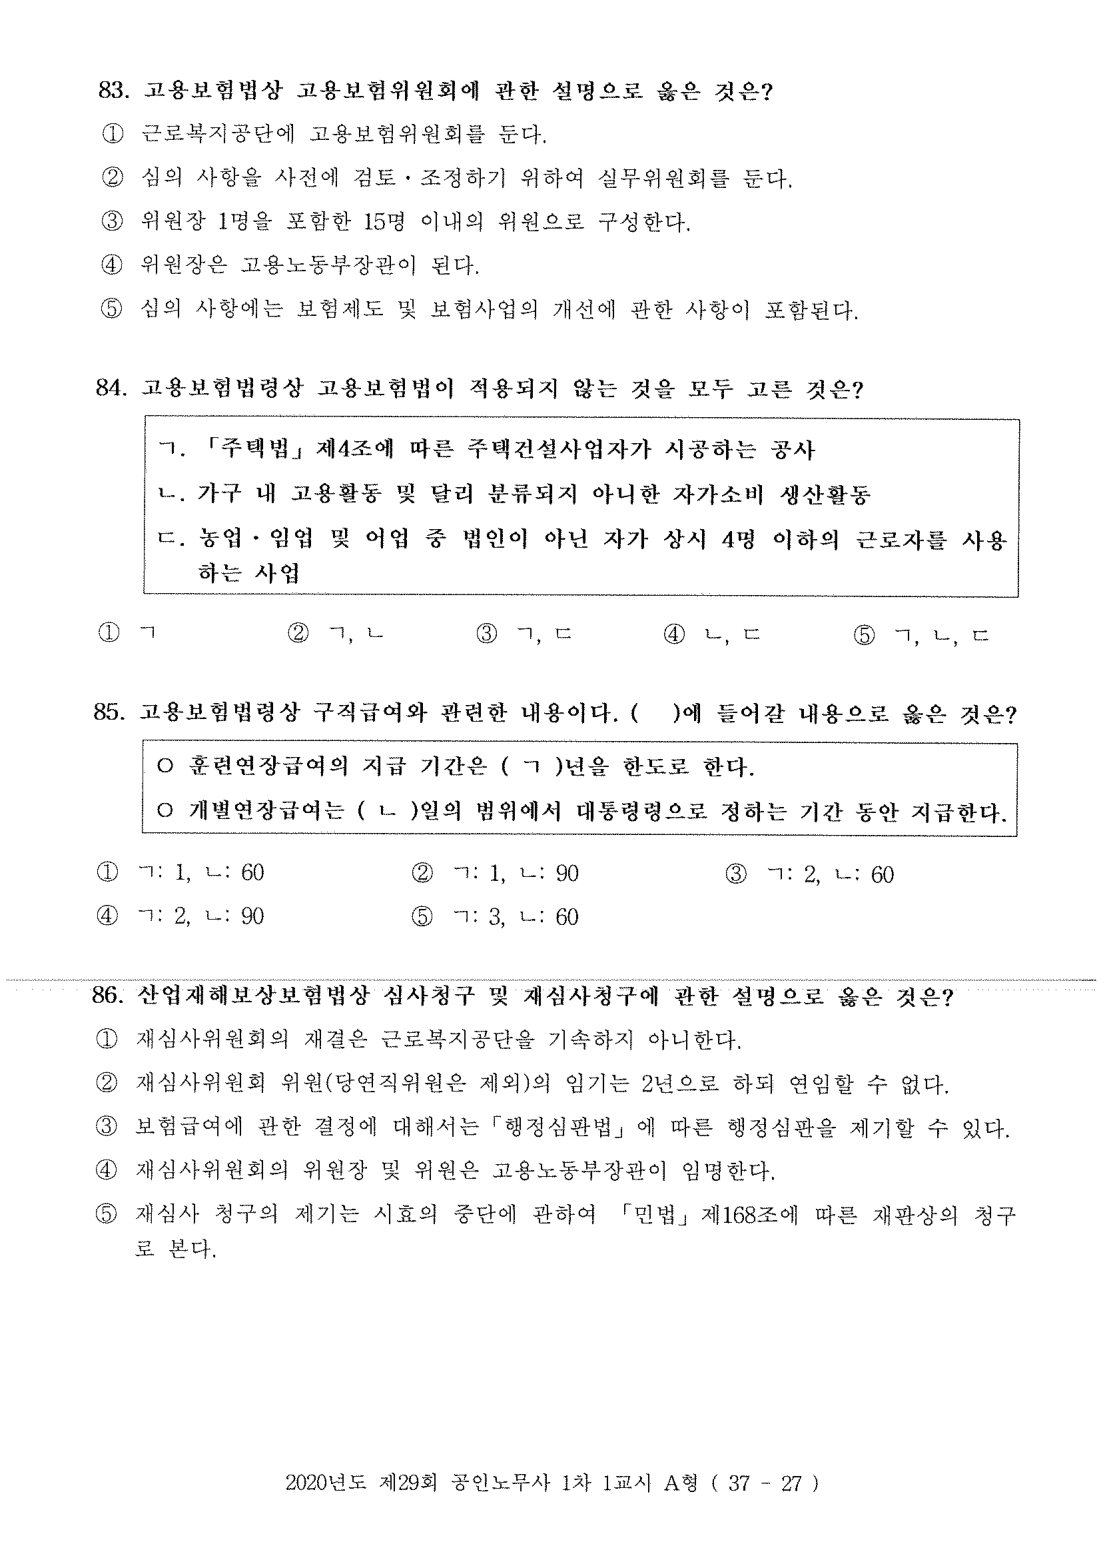 83. 고용보험법상 고용보험위원회에 관한 설명으로 옳은 것은?
① 근로복지공단에 고용보험위원회를 둔다.
② 심의 사항을 사전에 검토·조정하기 위하여 실무위원회를 둔다.
③ 위원장 1명을 포함한 15명 이내의 위원으로 구성한다.
④ 위원장은 고용노동부장관이 된다.
⑤ 심의 사항에는 보험제도 및 보험사업의 개선에 관한 사항이 포함된다.
84. 고용보험법령상 고용보험법이 적용되지 않는 것을 모두 고른 것은?
ㄱ. 「주택법」 제4조에 따른 주택건설사업자가 시공하는 공사
ㄴ. 가구 내 고용활동 및 달리 분류되지 아니한 자가소비 생산활동
ㄷ. 농업·임업 및 어업 중 법인이 아닌 자가 상시 4명 이하의 근로자를 사용
하는 사업
① ㄱ ② ㄱ, ㄴ ③ ㄱ, ㄷ ④ ㄴ, ㄷ ⑤ ㄱ, ㄴ, ㄷ
85. 고용보험법령상 구직급여와 관련한 내용이다. ( )에 들어갈 내용으로 옳은 것은?
○ 훈련연장급여의 지급 기간은 ( ㄱ )년을 한도로 한다.
○ 개별연장급여는 ( ㄴ )일의 범위에서 대통령령으로 정하는 기간 동안 지급한다.
① ㄱ: 1, ㄴ: 60 ② ㄱ: 1, ㄴ: 90 ③ ㄱ: 2, ㄴ: 60
④ ㄱ: 2, ㄴ: 90 ⑤ ㄱ: 3, ㄴ: 60
86. 산업재해보상보험법상 심사청구 및 재심사청구에 관한 설명으로 옳은 것은?
① 재심사위원회의 재결은 근로복지공단을 기속하지 아니한다.
② 재심사위원회 위원(당연직위원은 제외)의 임기는 2년으로 하되 연임할 수 없다.
③ 보험급여에 관한 결정에 대해서는 「행정심판법」에 따른 행정심판을 제기할 수 있다.
④ 재심사위원회의 위원장 및 위원은 고용노동부장관이 임명한다.
⑤ 재심사 청구의 제기는 시효의 중단에 관하여 「민법」 제168조에 따른 재판상의 청구
로 본다.
2020년도 제29회 공인노무사 1차 1교시 A형 ( 37 - 27 )